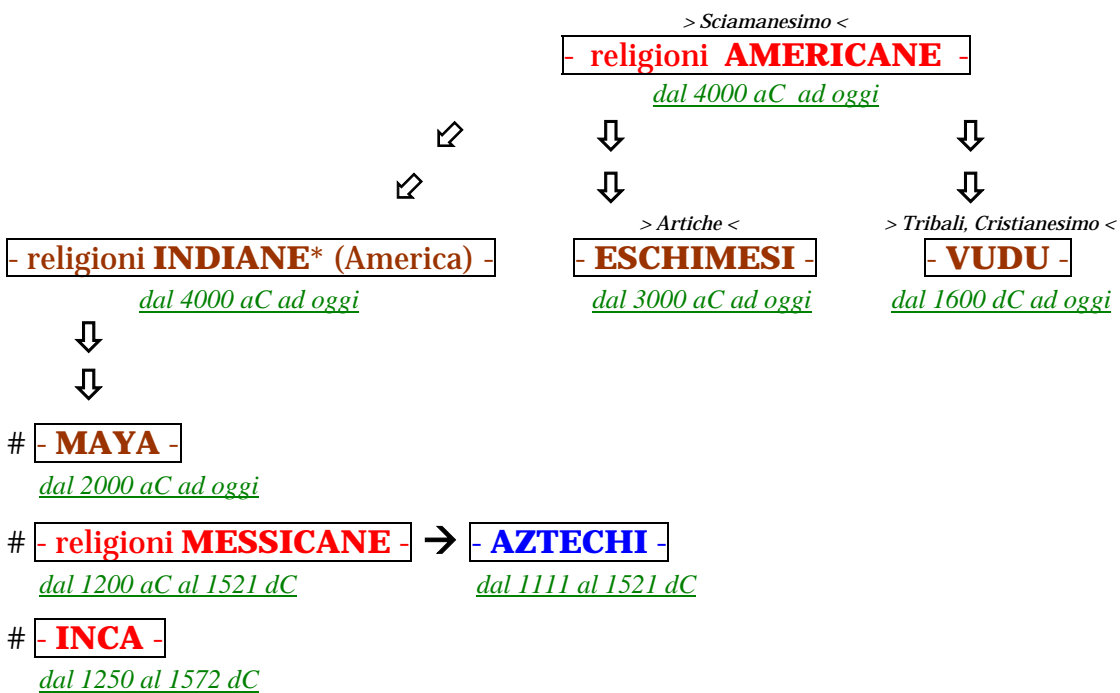 > Sciamanesimo <
- religioni AMERICANE -
dal 4000 aC ad oggi
> Artiche <
> Tribali, Cristianesimo <
- religioni INDIANE* (America) -
- ESCHIMESI -
- VUDU -
dal 4000 aC ad oggi
dal 3000 aC ad oggi
dal 1600 dC ad oggi
# - MAYA -
dal 2000 aC ad oggi
# - religioni MESSICANE - → - AZTECHI -
dal 1200 aC al 1521 dC
dal 1111 al 1521 dC
# - INCA -
dal 1250 al 1572 dC